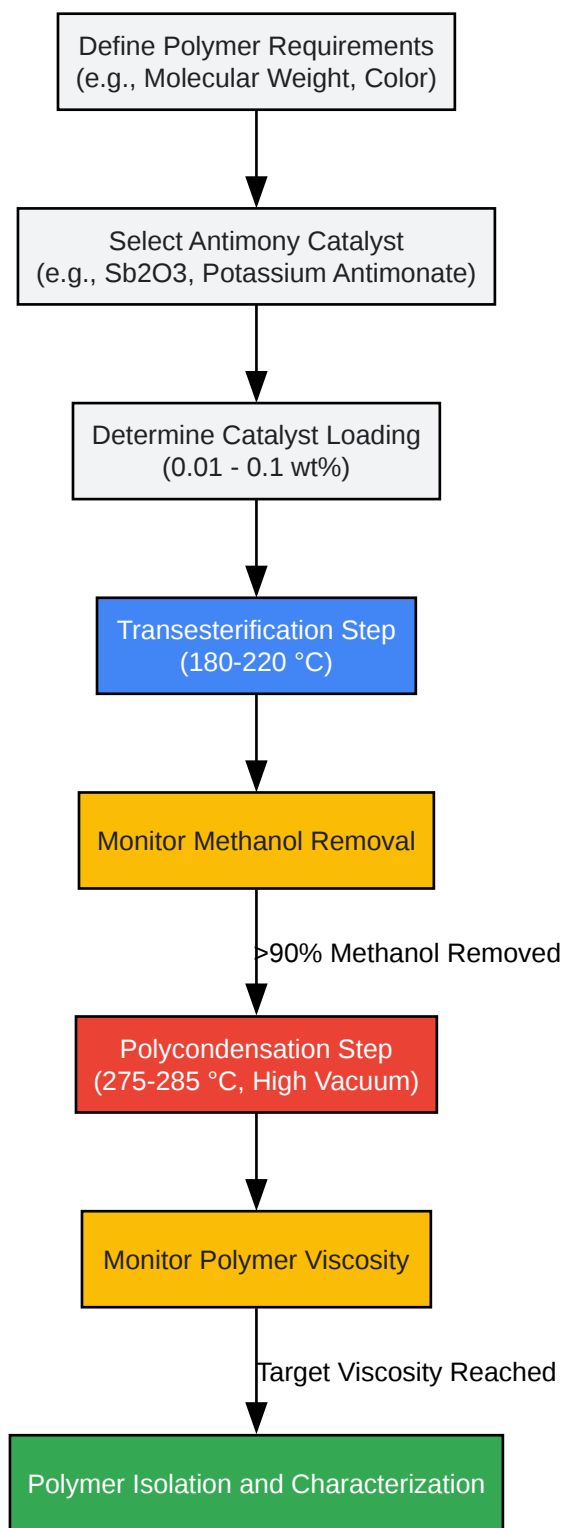 Define Polymer Requirements
(e.g., Molecular Weight, Color)
Select Antimony Catalyst
(e.g., Sb2O3, Potassium Antimonate)
Determine Catalyst Loading
(0.01 - 0.1 wt%)
Transesterification Step
(180-220 °C)
Monitor Methanol Removal
>90% Methanol Removed
Polycondensation Step
(275-285 °C, High Vacuum)
Monitor Polymer Viscosity
Target Viscosity Reached
Polymer Isolation and Characterization